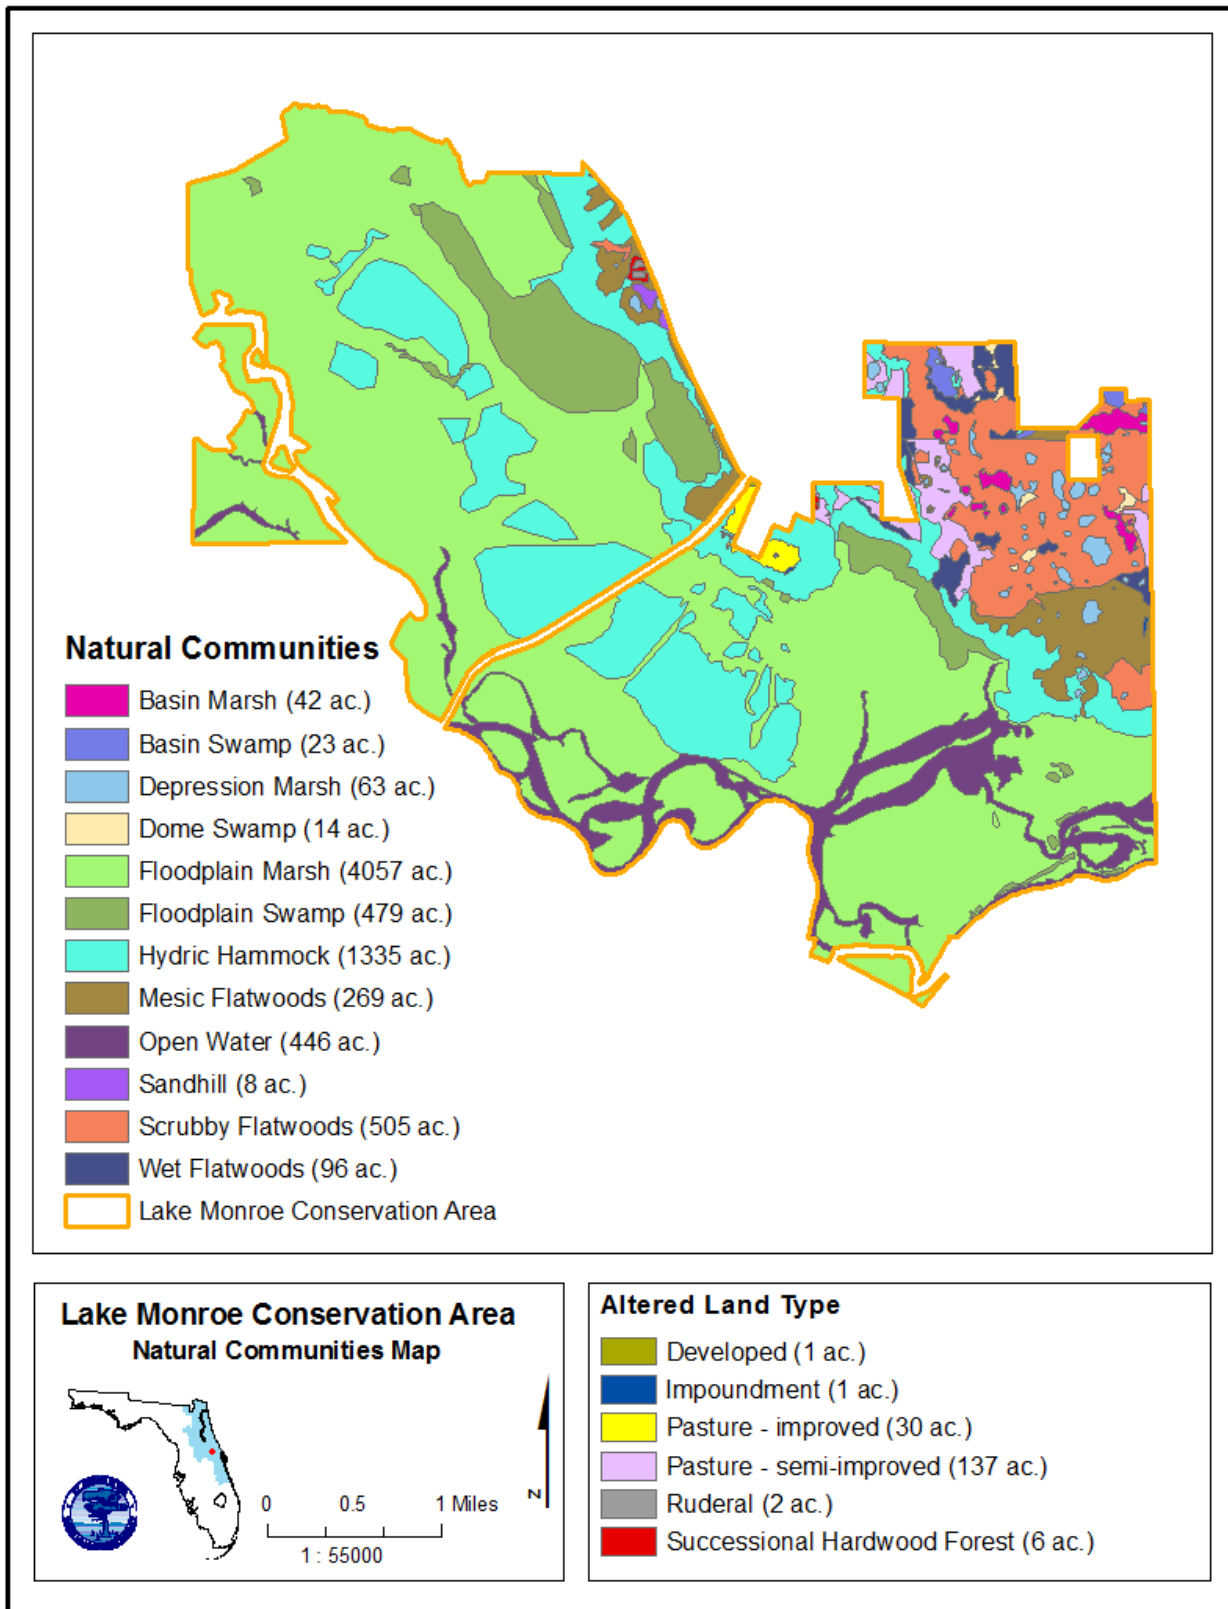 Natural Communities
Basin Marsh (42 ac.)
Basin Swamp (23 ac.)
Depression Marsh (63 ac.)
Dome Swamp (14 ac.)
Floodplain Marsh (4057 ac.)
Floodplain Swamp (479 ac.)
Hydric Hammock (1335 ac.)
Mesic Flatwoods (269 ac.)
Open Water (446 ac.)
Sandhill (8 ac.)
Scrubby Flatwoods (505 ac.)
Wet Flatwoods (96 ac.)
Lake Monroe Conservation Area
Lake Monroe Conservation Area
Natural Communities Map
N
0 0.5 1 Miles
1 : 55000
Altered Land Type
Developed (1 ac.)
Impoundment (1 ac.)
Pasture - improved (30 ac.)
Pasture - semi-improved (137 ac.)
Ruderal (2 ac.)
Successional Hardwood Forest (6 ac.)